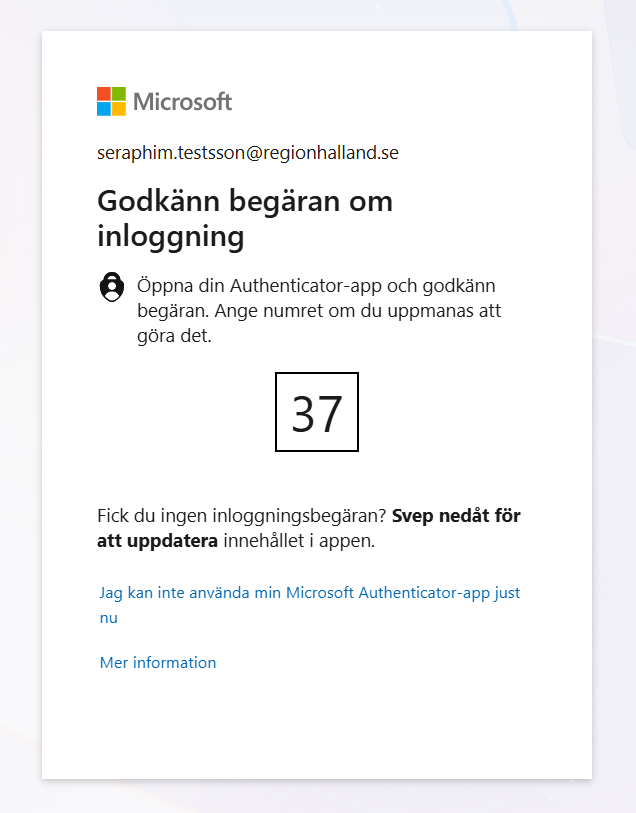 Microsoft
seraphim.testsson@regionhalland.se
Godkänn begäran om
inloggning
Öppna din Authenticator-app och godkänn
begäran. Ange numret om du uppmanas att
göra det.
37
Fick du ingen inloggningsbegäran? Svep nedåt för
att uppdatera innehållet i appen.
Jag kan inte använda min Microsoft Authenticator-app just
nu
Mer information